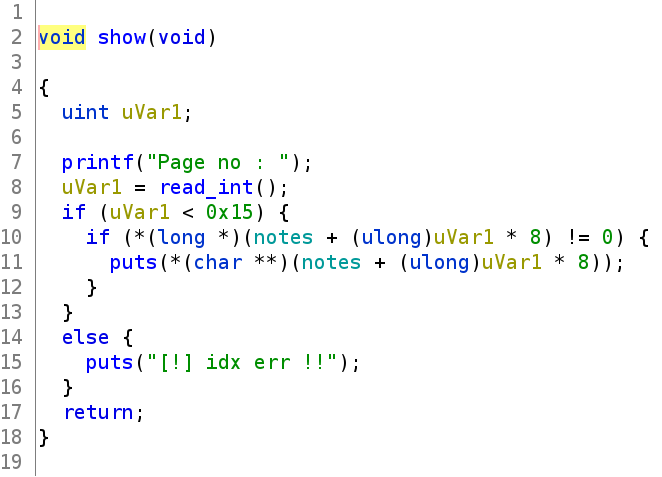 1
2 void show(void)
3
4 {
5 uint uVar1;
6
7 printf("Page no : ");
8 uVar1 = read_int();
9 if (uVar1 < 0x15) {
10 if (*(long *)(notes + (ulong)uVar1 * 8) != 0) {
11 puts(*(char **)(notes + (ulong)uVar1 * 8));
12 }
13 }
14 else {
15 puts("[!] idx err !!");
16 }
17 return;
18 }
19